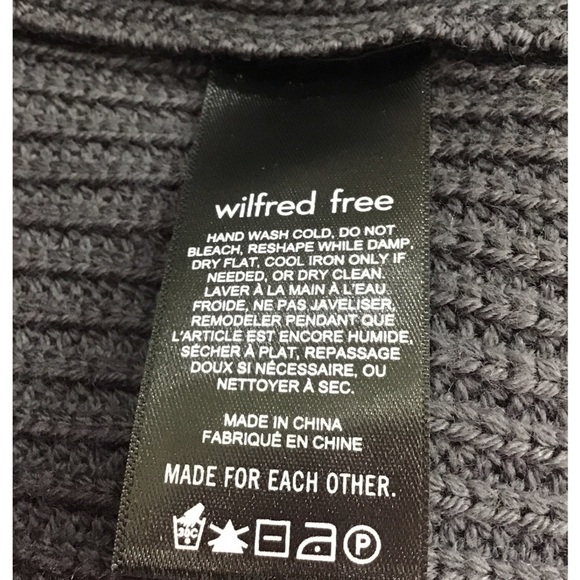 wilfred free
HAND WASH COLD, DO NOT
BLEACH, RESHAPE WHILE DAMP,
DRY FLAT, COOL IRON ONLY IF
NEEDED, OR DRY CLEAN.
LAVER À LA MAIN À L'EAU
FROIDE, NE PAS JAVELISER,
REMODELER PENDANT QUE
L'ARTICLE EST ENCORE HUMIDE,
SÉCHER À PLAT, REPASSAGE
DOUX SI NÉCESSAIRE, OU
NETTOYER À SEC.
MADE IN CHINA
FABRIQUÉ EN CHINE
MADE FOR EACH OTHER.
30C P